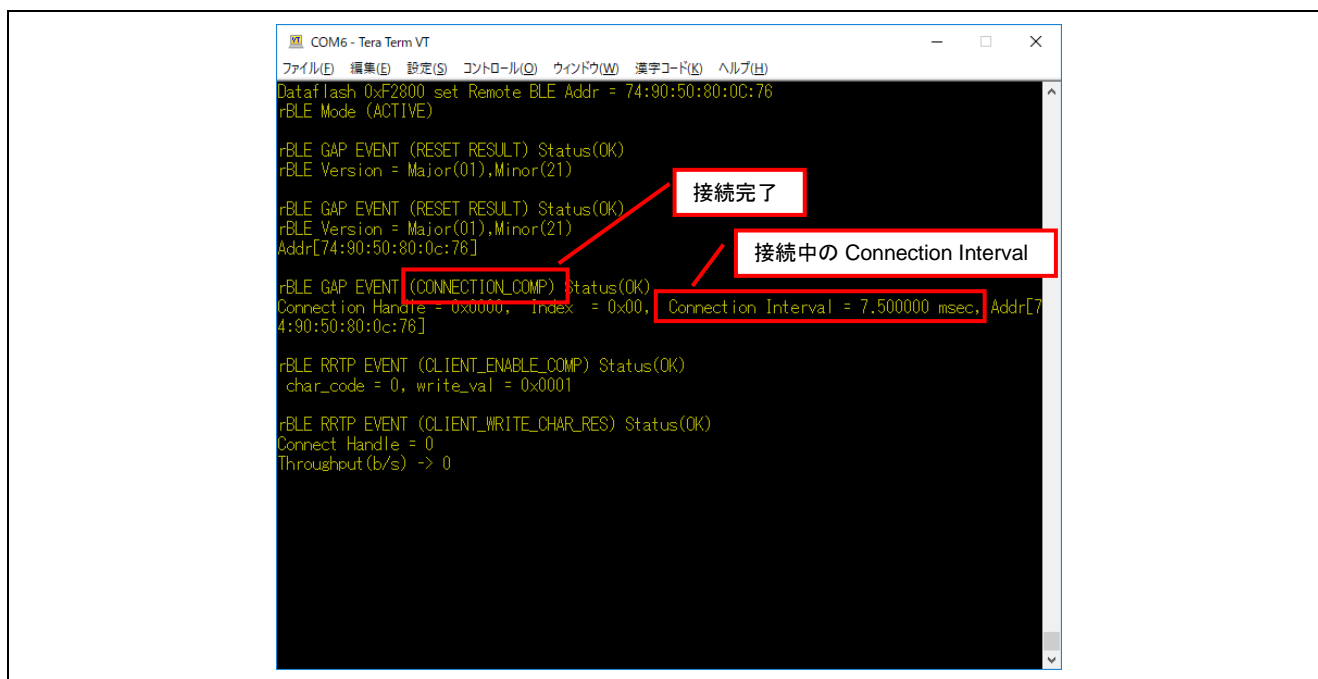 COM6 - Tera Term VT
ファイル(F) 編集(E) 設定(S) コントロール(O) ウィンドウ(W) 漢字コード(K) ヘルプ(H)
Dataflash 0xF2800 set Remote BLE Addr = 74:90:50:80:0C:76
rBLE Mode (ACTIVE)
rBLE GAP EVENT (RESET RESULT) Status(OK)
rBLE Version = Major(01),Minor(21)
接続完了
rBLE GAP EVENT (RESET RESULT) Status(OK)
rBLE Version = Major(01),Minor(21)
Addr[74:90:50:80:0c:76]
接続中の Connection Interval
rBLE GAP EVENT (CONNECTION_COMP) Status(OK)
Connection Handle = 0x0000, Index = 0x00, Connection Interval = 7.500000 msec, Addr[7
4:90:50:80:0c:76]
rBLE RRTP EVENT (CLIENT_ENABLE_COMP) Status(OK)
char_code = 0, write_val = 0x0001
rBLE RRTP EVENT (CLIENT_WRITE_CHAR_RES) Status(OK)
Connect Handle = 0
Throughput(b/s) -> 0